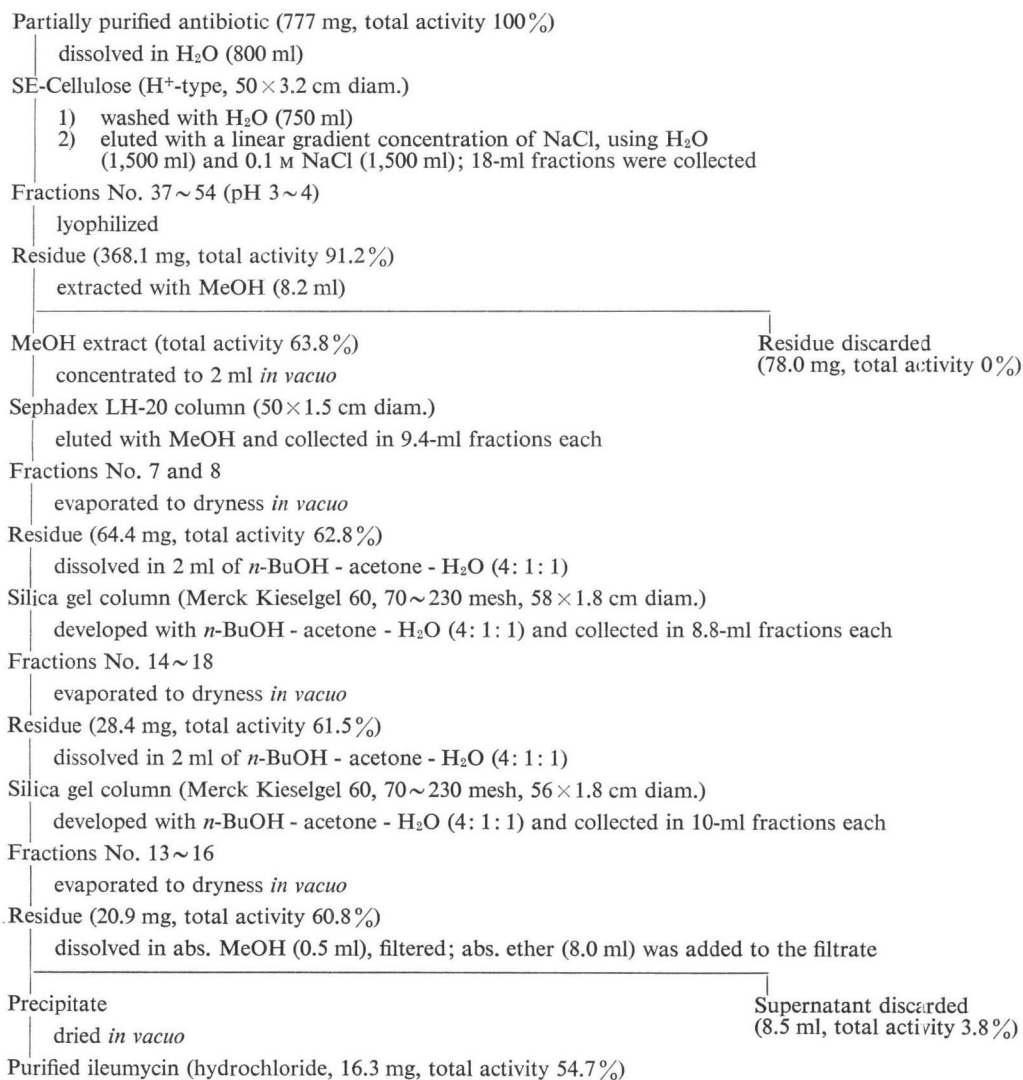 Partially purified antibiotic (777 mg, total activity 100%)
dissolved in H₂O (800 ml)
SE-Cellulose (H⁺-type, 50×3.2 cm diam.)
1) washed with H₂O (750 ml)
2) eluted with a linear gradient concentration of NaCl, using H₂O
(1,500 ml) and 0.1 M NaCl (1,500 ml); 18-ml fractions were collected
Fractions No. 37~54 (pH 3~4)
lyophilized
Residue (368.1 mg, total activity 91.2%)
extracted with MeOH (8.2 ml)
MeOH extract (total activity 63.8%)
Residue discarded
(78.0 mg, total activity 0%)
concentrated to 2 ml in vacuo
Sephadex LH-20 column (50×1.5 cm diam.)
eluted with MeOH and collected in 9.4-ml fractions each
Fractions No. 7 and 8
evaporated to dryness in vacuo
Residue (64.4 mg, total activity 62.8%)
dissolved in 2 ml of n-BuOH - acetone - H₂O (4: 1: 1)
Silica gel column (Merck Kieselgel 60, 70~230 mesh, 58×1.8 cm diam.)
developed with n-BuOH - acetone - H₂O (4: 1: 1) and collected in 8.8-ml fractions each
Fractions No. 14~18
evaporated to dryness in vacuo
Residue (28.4 mg, total activity 61.5%)
dissolved in 2 ml of n-BuOH - acetone - H₂O (4: 1: 1)
Silica gel column (Merck Kieselgel 60, 70~230 mesh, 56×1.8 cm diam.)
developed with n-BuOH - acetone - H₂O (4: 1: 1) and collected in 10-ml fractions each
Fractions No. 13~16
evaporated to dryness in vacuo
Residue (20.9 mg, total activity 60.8%)
dissolved in abs. MeOH (0.5 ml), filtered; abs. ether (8.0 ml) was added to the filtrate
Precipitate
Supernatant discarded
(8.5 ml, total activity 3.8%)
dried in vacuo
Purified ileumycin (hydrochloride, 16.3 mg, total activity 54.7%)